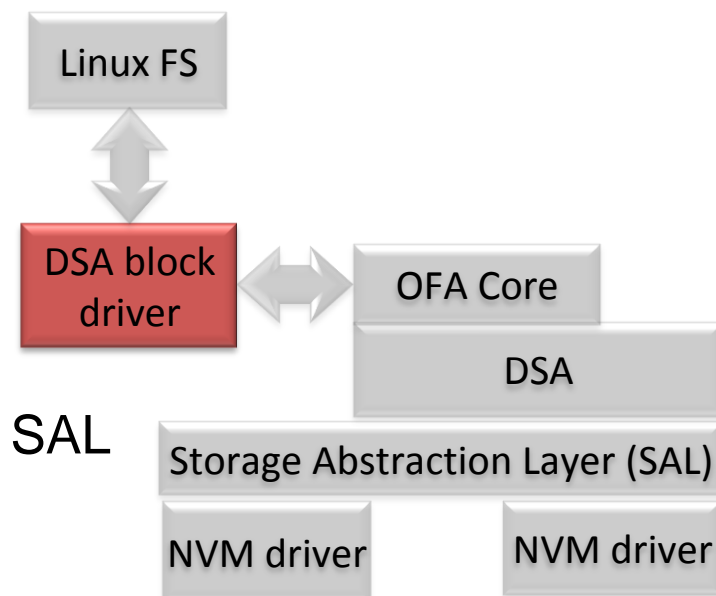 Linux FS
DSA block
driver
OFA Core
DSA
SAL
Storage Abstraction Layer (SAL)
NVM driver
NVM driver